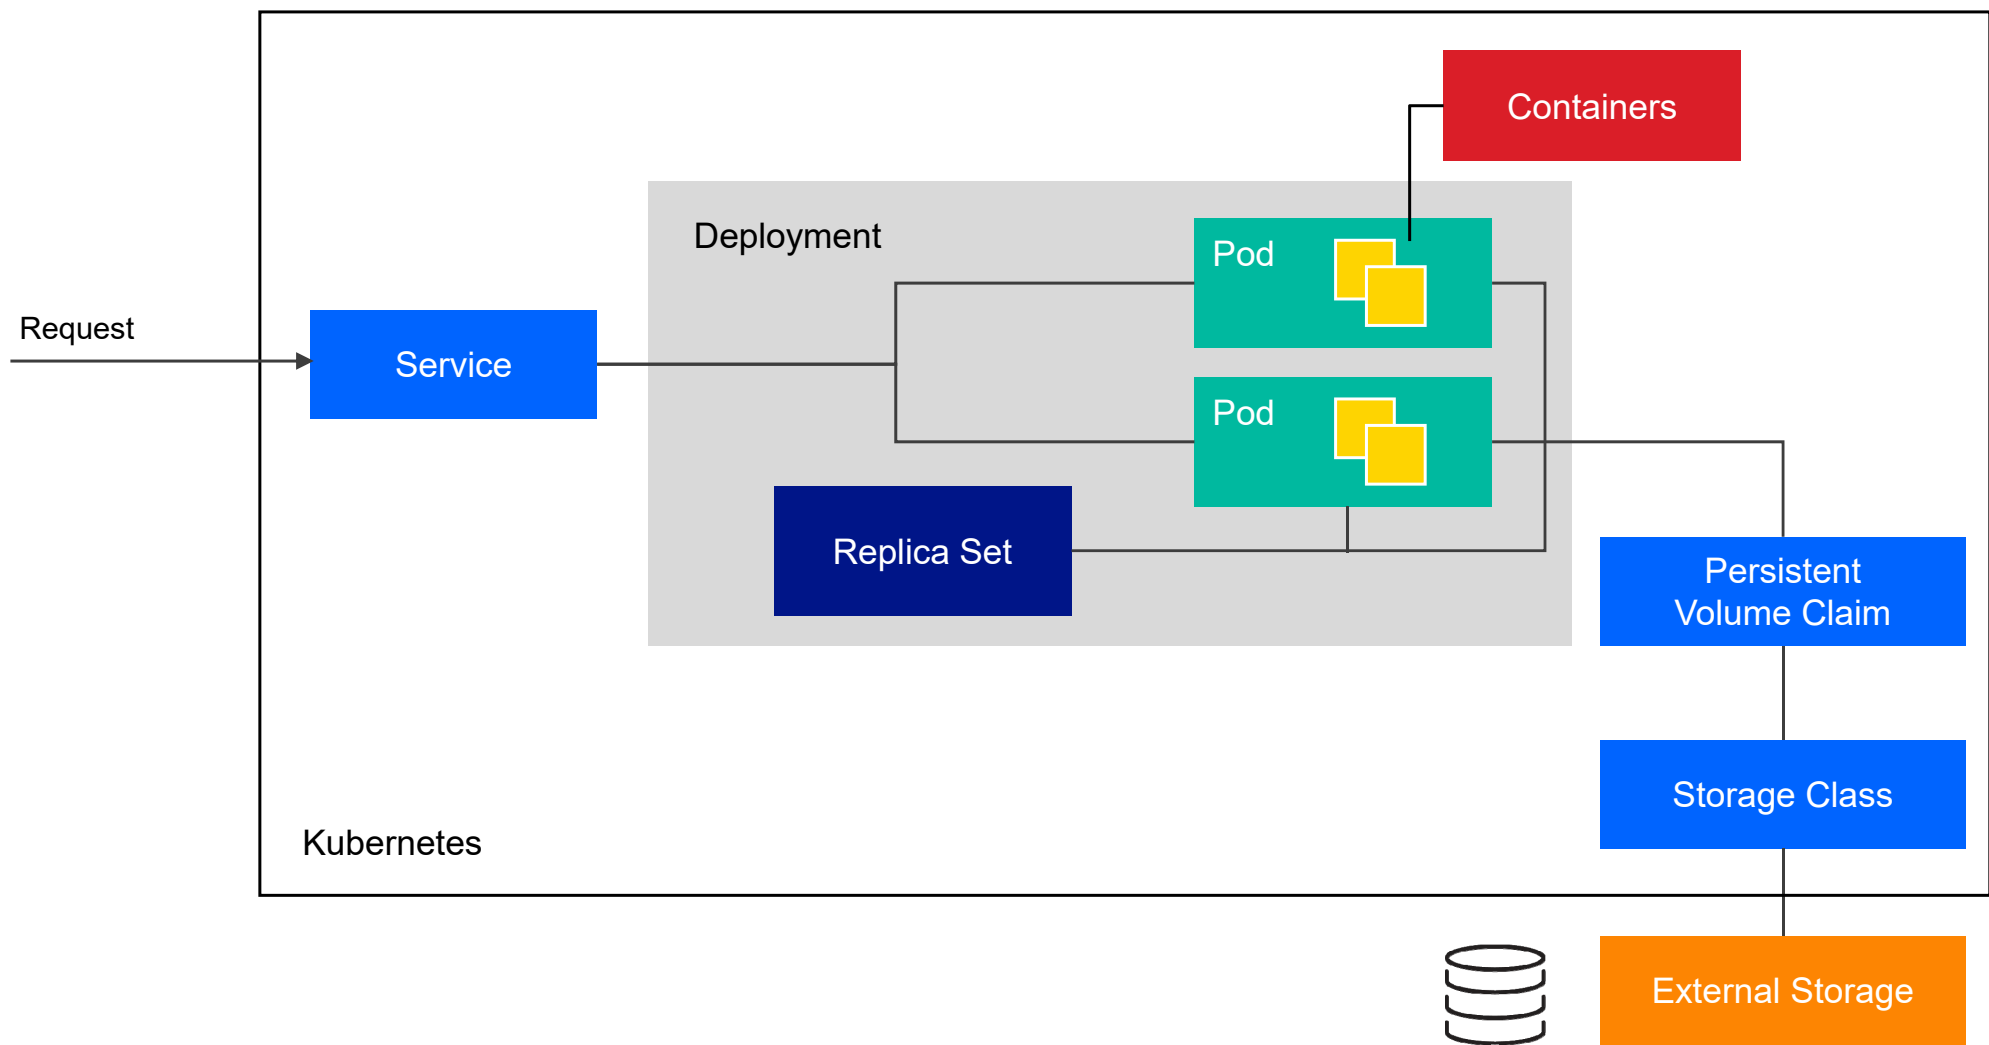 Containers
Deployment
Pod
Request
Service
Pod
Replica Set
Persistent
Volume Claim
Storage Class
Kubernetes
External Storage